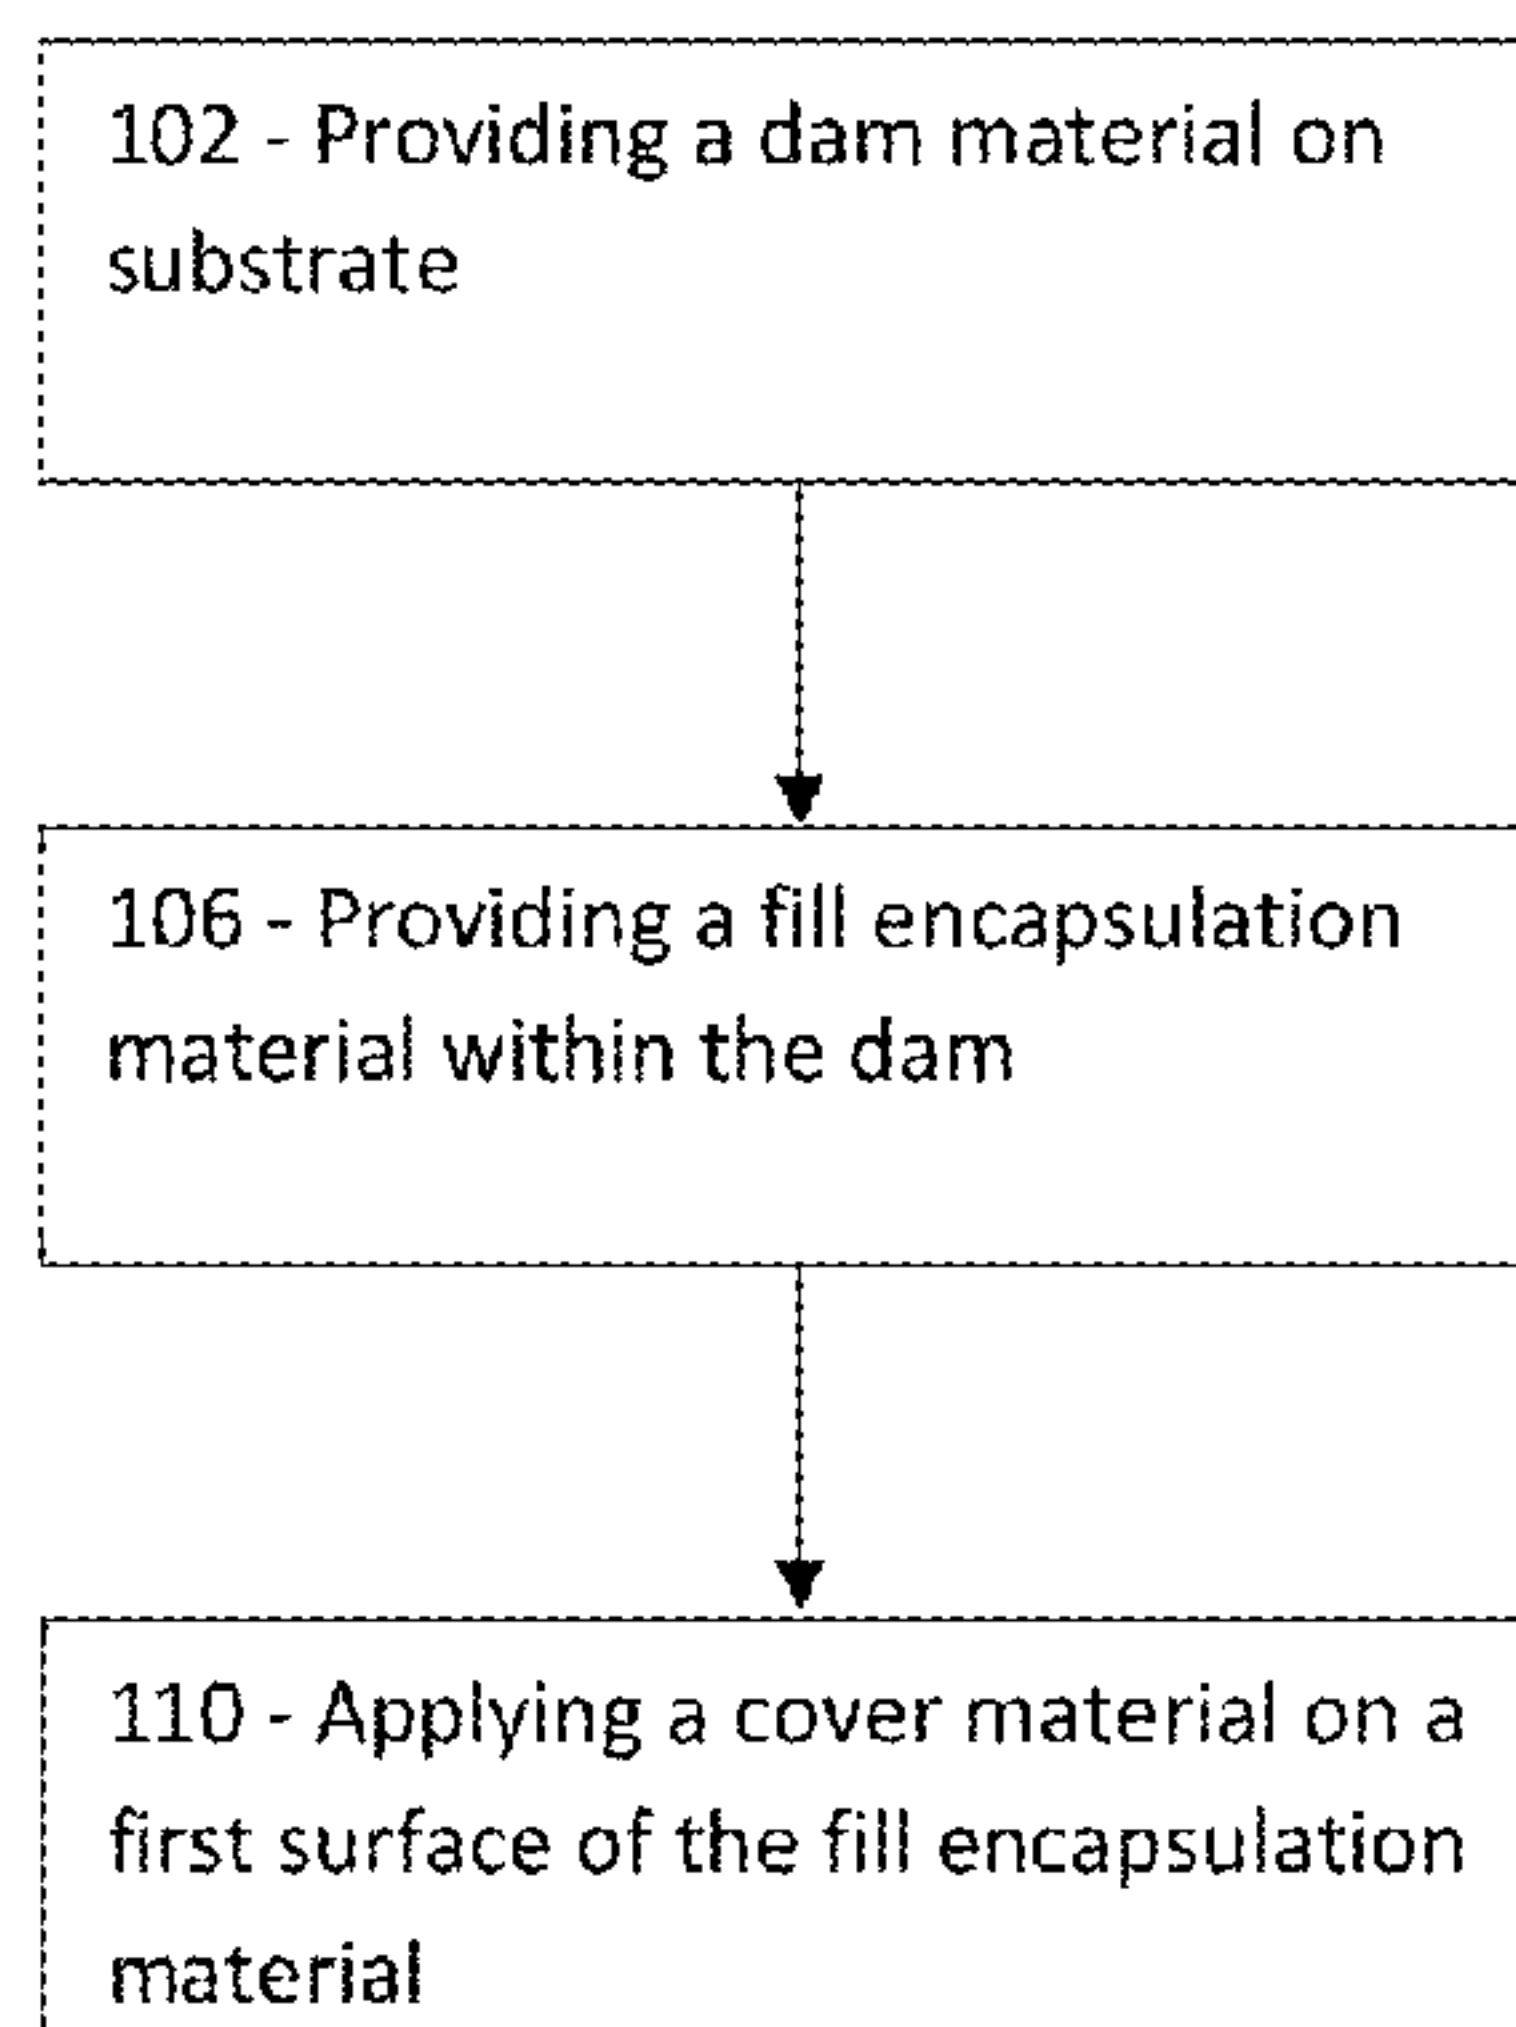 102 - Providing a dam material on
substrate
106 - Providing a fill encapsulation
material within the dam
110 - Applying a cover material on a
first surface of the fill encapsulation
material